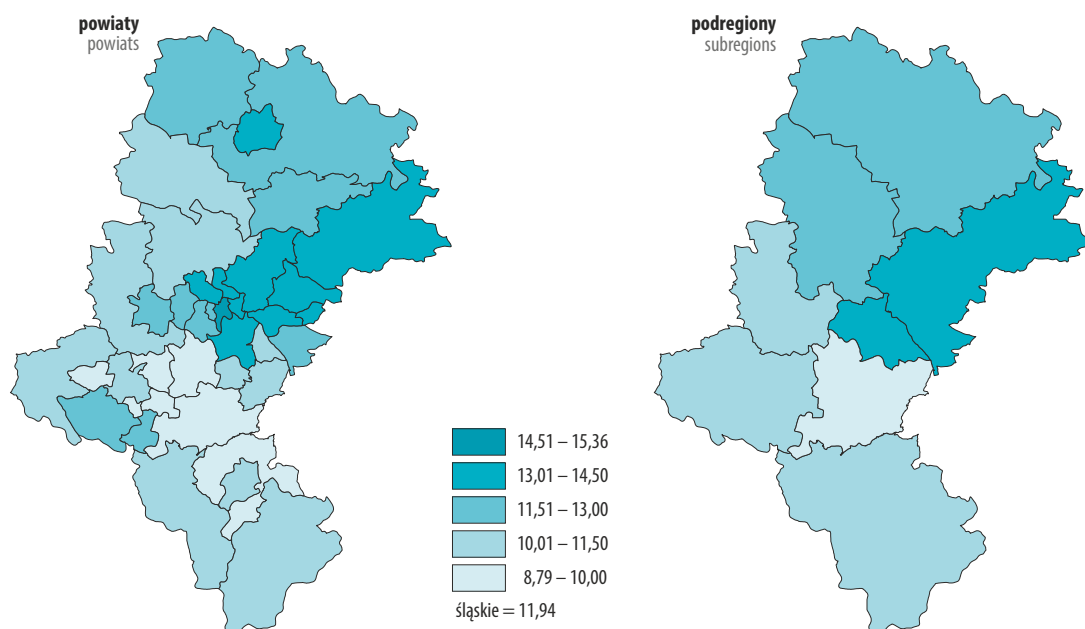 powiaty
powiats
podregiony
subregions
14,51 – 15,36
13,01 – 14,50
11,51 – 13,00
10,01 – 11,50
8,79 – 10,00
śląskie = 11,94